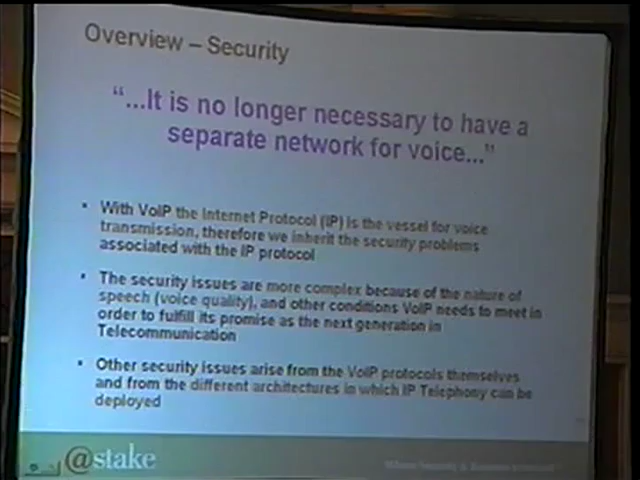 Overview – Security
“...It is no longer necessary to have a
separate network for voice...”
• With VoIP the Internet Protocol (IP) is the vessel for voice
transmission, therefore we inherit the security problems
associated with the IP protocol
• The security issues are more complex because of the nature of
speech (voice quality), and other conditions VoIP needs to meet in
order to fulfill its promise as the next generation in
Telecommunication
• Other security issues arise from the VoIP protocols themselves
and from the different architectures in which IP Telephony can be
deployed
@stake
Where Security & Business Intersect